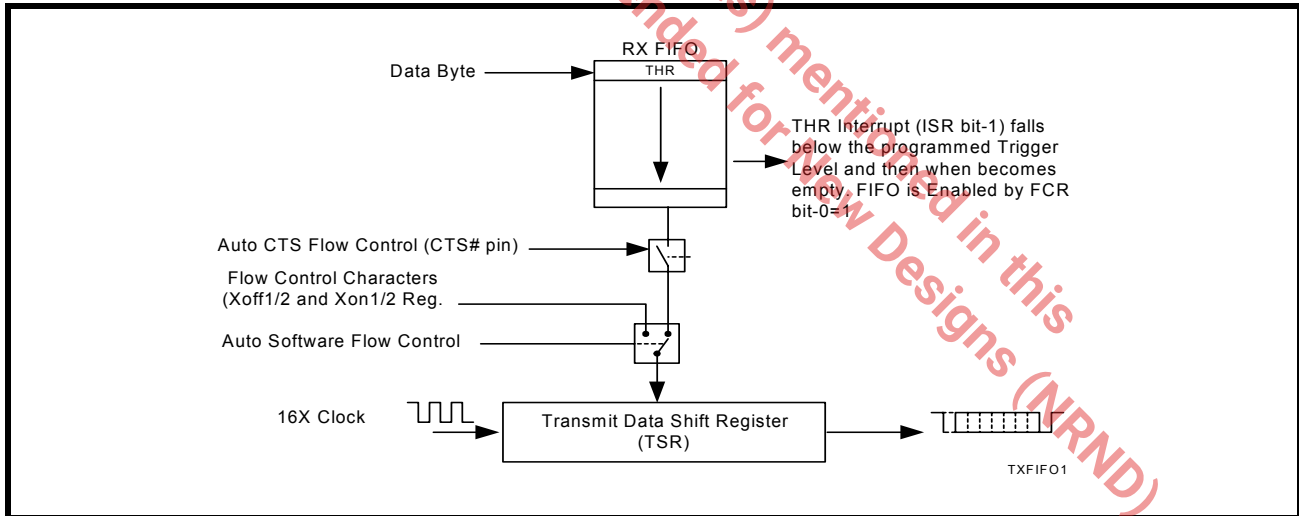 RX FIFO
Data Byte
THR
THR Interrupt (ISR bit-1) falls
below the programmed Trigger
Level and then when becomes
empty. FIFO is Enabled by FCR
bit-0=1
Auto CTS Flow Control (CTS# pin)
Flow Control Characters
(Xoff1/2 and Xon1/2 Reg.
Auto Software Flow Control
16X Clock
Transmit Data Shift Register
(TSR)
TXFIFO1
mentioned in this
for New Designs (NRND)